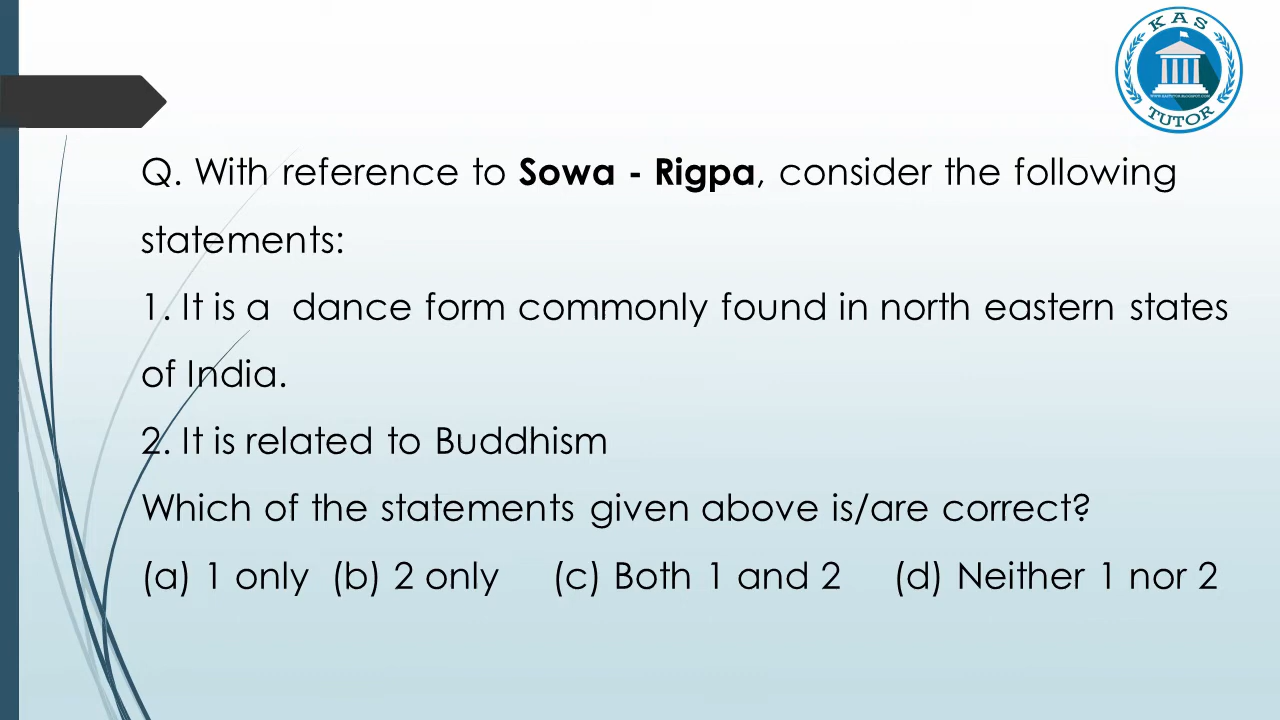 KAS
TUTOR
Q. With reference to Sowa - Rigpa, consider the following
statements:
1. It is a dance form commonly found in north eastern states
of India.
2. It is related to Buddhism
Which of the statements given above is/are correct?
(a) 1 only (b) 2 only (c) Both 1 and 2 (d) Neither 1 nor 2